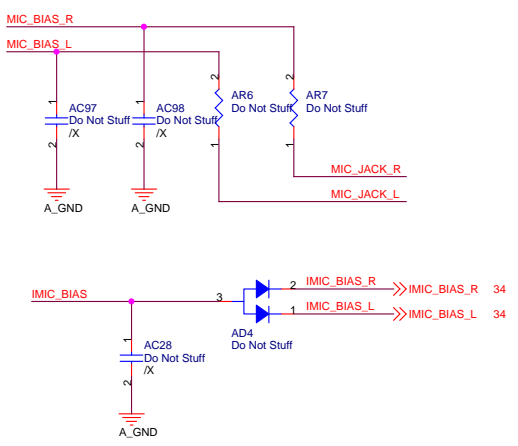 MIC_BIAS_R
MIC_BIAS_L
2
2
1
AC97
Do Not Stuff
/X
2
1
AC98
Do Not Stuff
/X
2
AR6
Do Not Stuff
1
AR7
Do Not Stuff
1
MIC_JACK_R
MIC_JACK_L
A_GND
A_GND
IMIC_BIAS
3
2
IMIC_BIAS_R
IMIC_BIAS_R 34
1
IMIC_BIAS_L
IMIC_BIAS_L 34
AD4
Do Not Stuff
1
AC28
Do Not Stuff
/X
2
A_GND